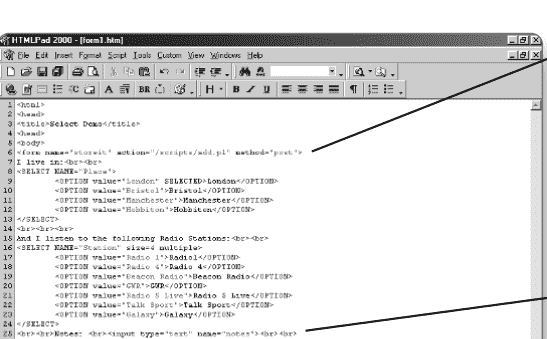 HTMLPad 2000 - [form1.htm]
File Edit Insert Format Script Tools Custom View Windows Help
A BR H B I U
1 <html>
2 <head>
3 <title>Select Demo</title>
4 <head>
5 <body>
6 <form name="storeit" action="/scripts/add.pl" method="post">
7 I live in:<br><br>
8 <SELECT NAME="Place">
9 <OPTION value="London" SELECTED>London</OPTION>
10 <OPTION value="Bristol">Bristol</OPTION>
11 <OPTION value="Manchester">Manchester</OPTION>
12 <OPTION value="Hobbiton">Hobbiton</OPTION>
13 </SELECT>
14 <br><br><br>
15 And I listen to the following Radio Stations:<br><br>
16 <SELECT NAME="Station" size=4 multiple>
17 <OPTION value="Radio 1">Radio1</OPTION>
18 <OPTION value="Radio 4">Radio 4</OPTION>
19 <OPTION value="Beacon Radio">Beacon Radio</OPTION>
20 <OPTION value="GWR">GWR</OPTION>
21 <OPTION value="Radio 5 Live">Radio 5 Live</OPTION>
22 <OPTION value="Talk Sport">Talk Sport</OPTION>
23 <OPTION value="Galaxy">Galaxy</OPTION>
24 </SELECT>
25 <br><br>Notes: <br><input type="text" name="notes"><br><br>